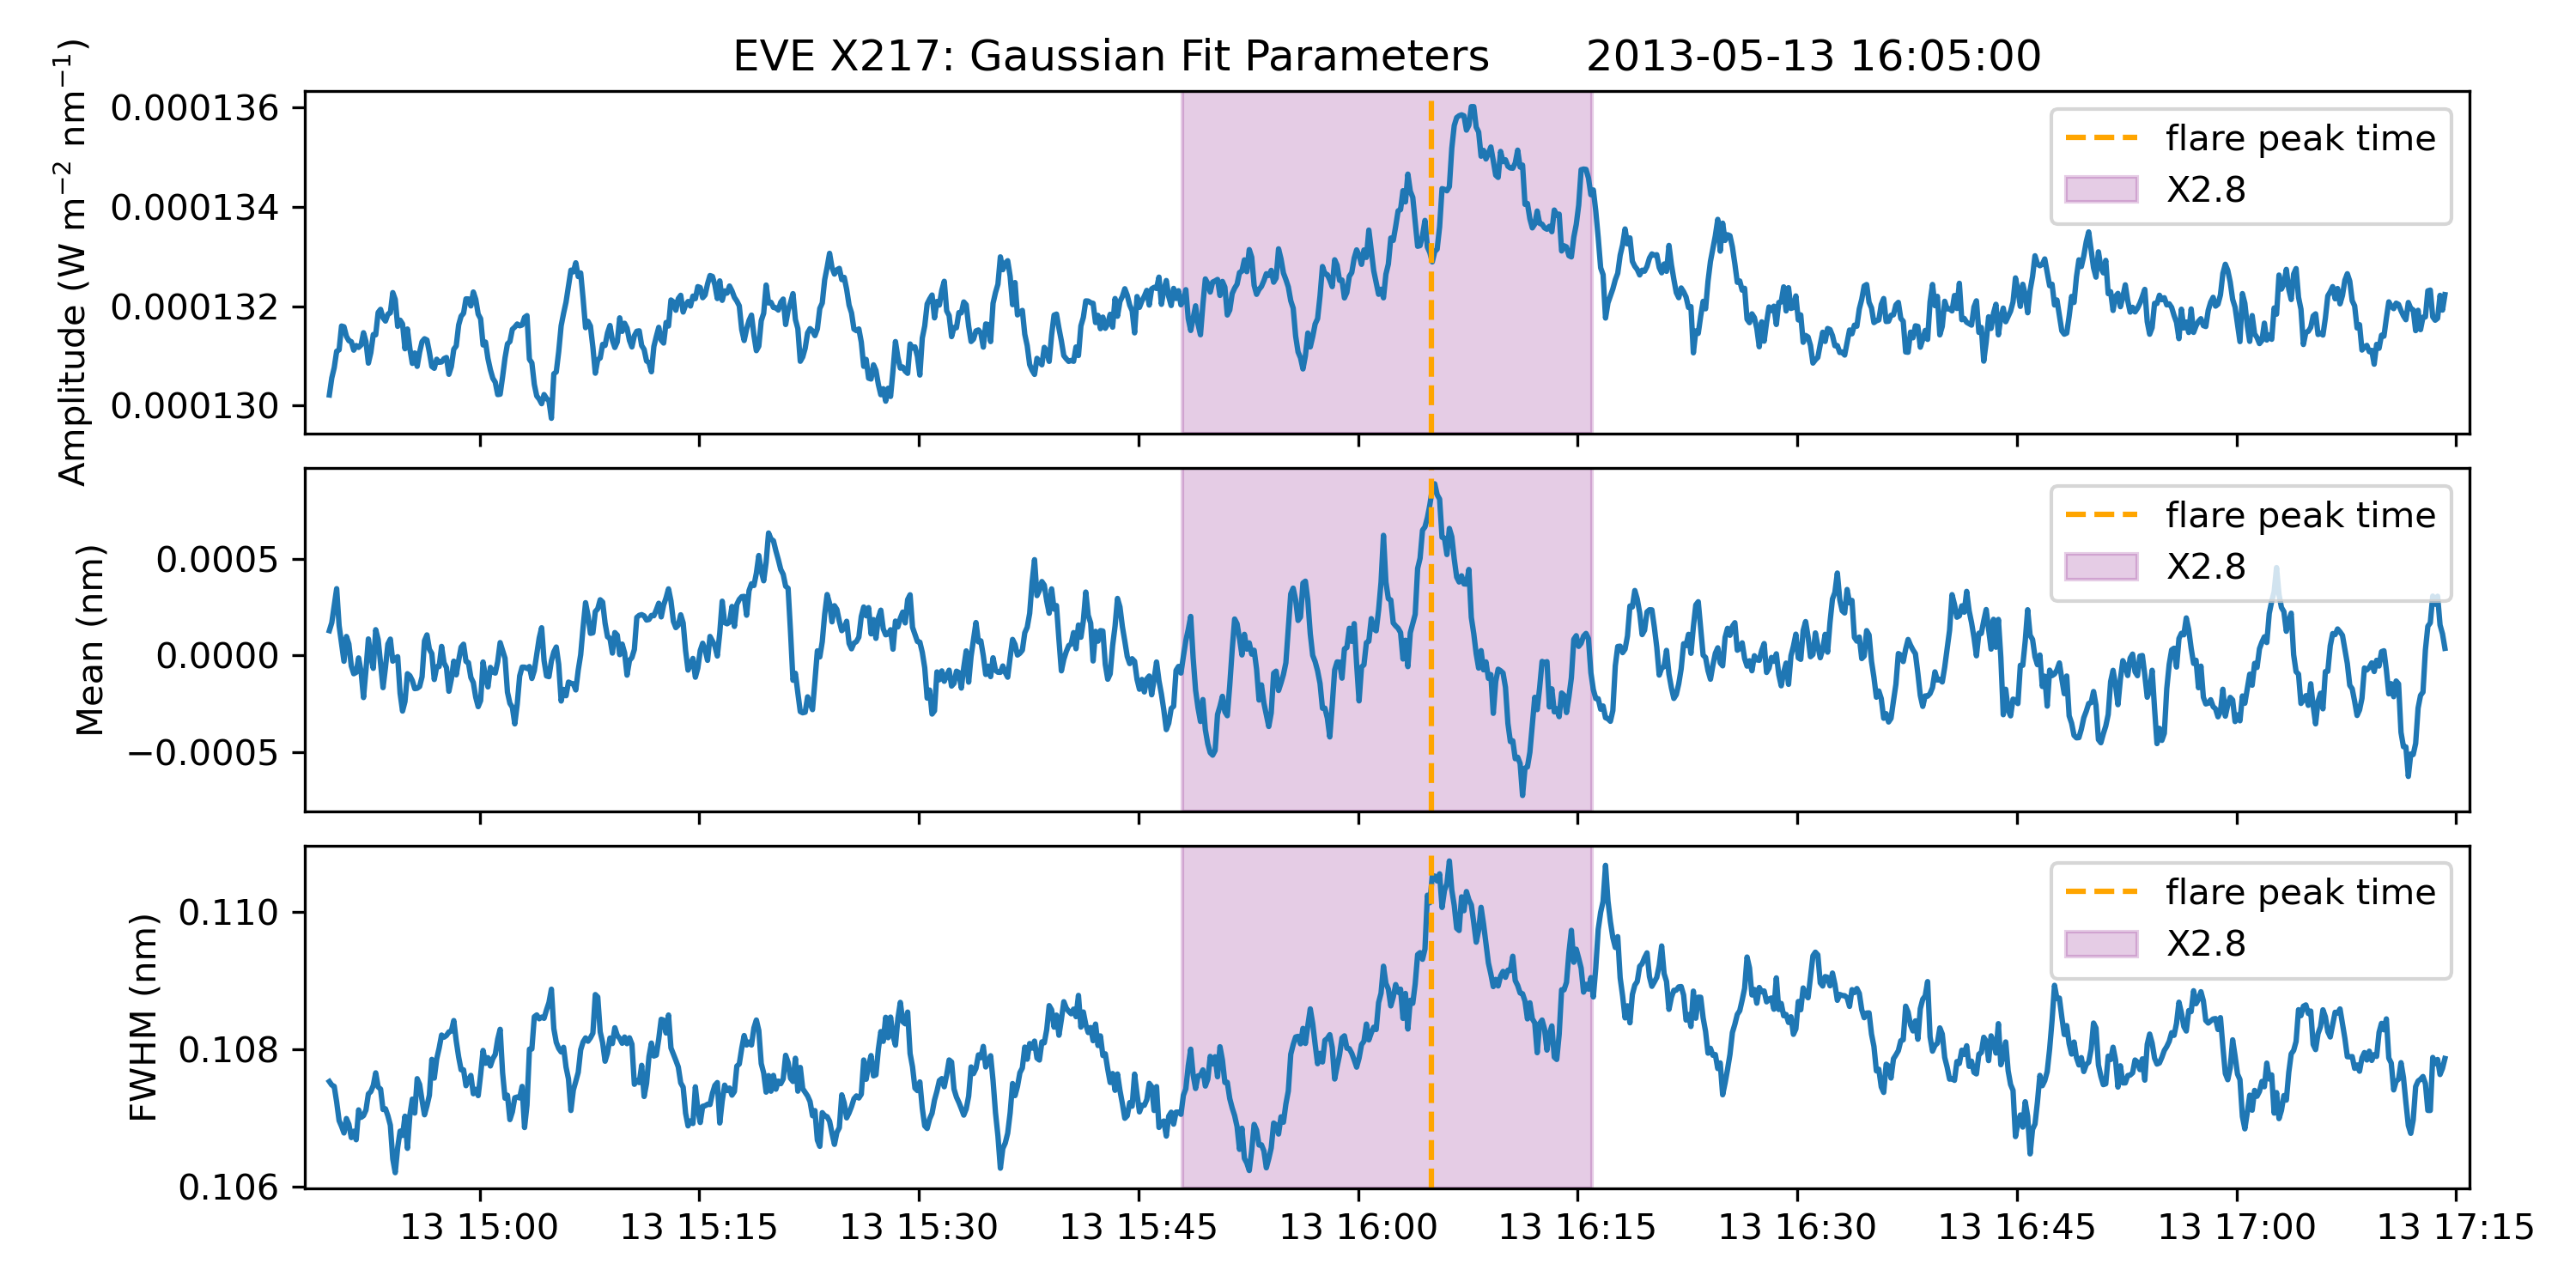 EVE X217: Gaussian Fit Parameters 2013-05-13 16:05:00
Amplitude (W m⁻² nm⁻¹)
0.000136
0.000134
0.000132
0.000130
flare peak time
X2.8
Mean (nm)
0.0005
0.0000
−0.0005
flare peak time
X2.8
FWHM (nm)
0.110
0.108
0.106
flare peak time
X2.8
13 15:00 13 15:15 13 15:30 13 15:45 13 16:00 13 16:15 13 16:30 13 16:45 13 17:00 13 17:15